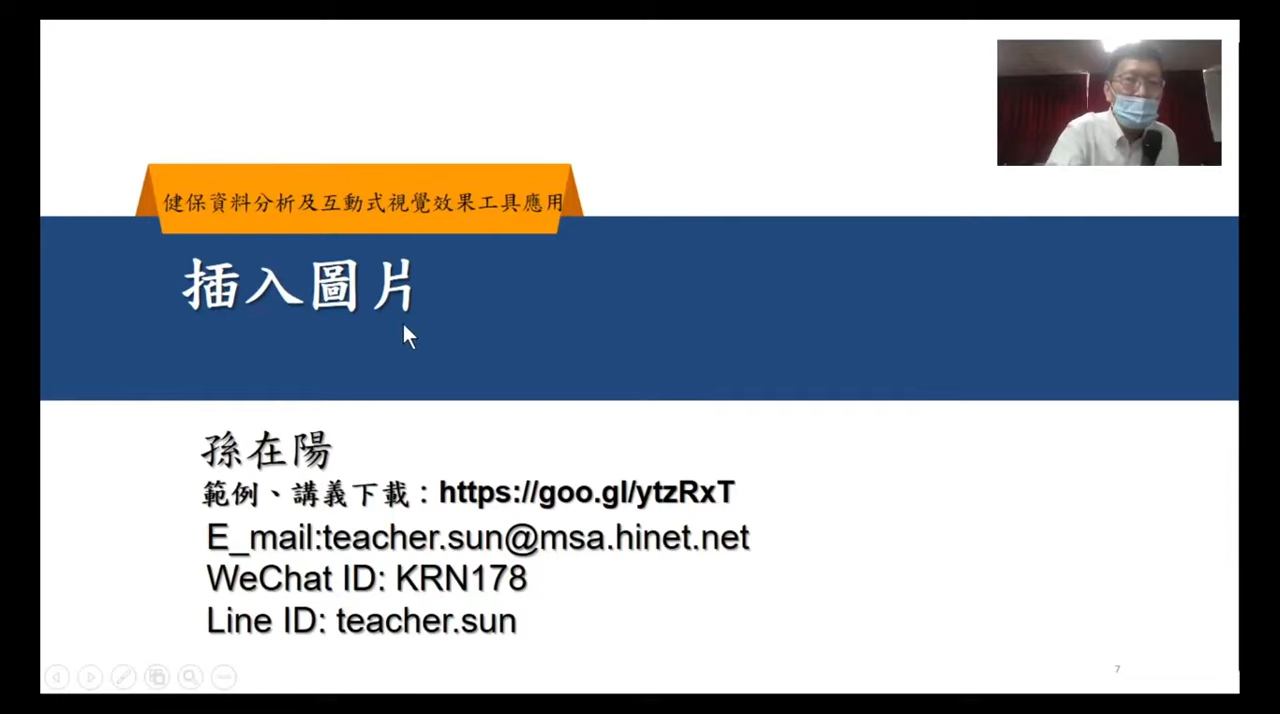 健保資料分析及互動式視覺效果工具應用
插入圖片
孫在陽
範例、講義下載：https://goo.gl/ytzRxT
E_mail:teacher.sun@msa.hinet.net
WeChat ID: KRN178
Line ID: teacher.sun
7